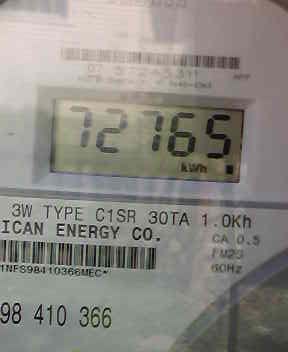 72765
kWh
3W TYPE C1SR 30TA 1.0Kh
ICAN ENERGY CO.
CA 0.5
FM2S
60Hz
1NFS98410366MEC*
98 410 366